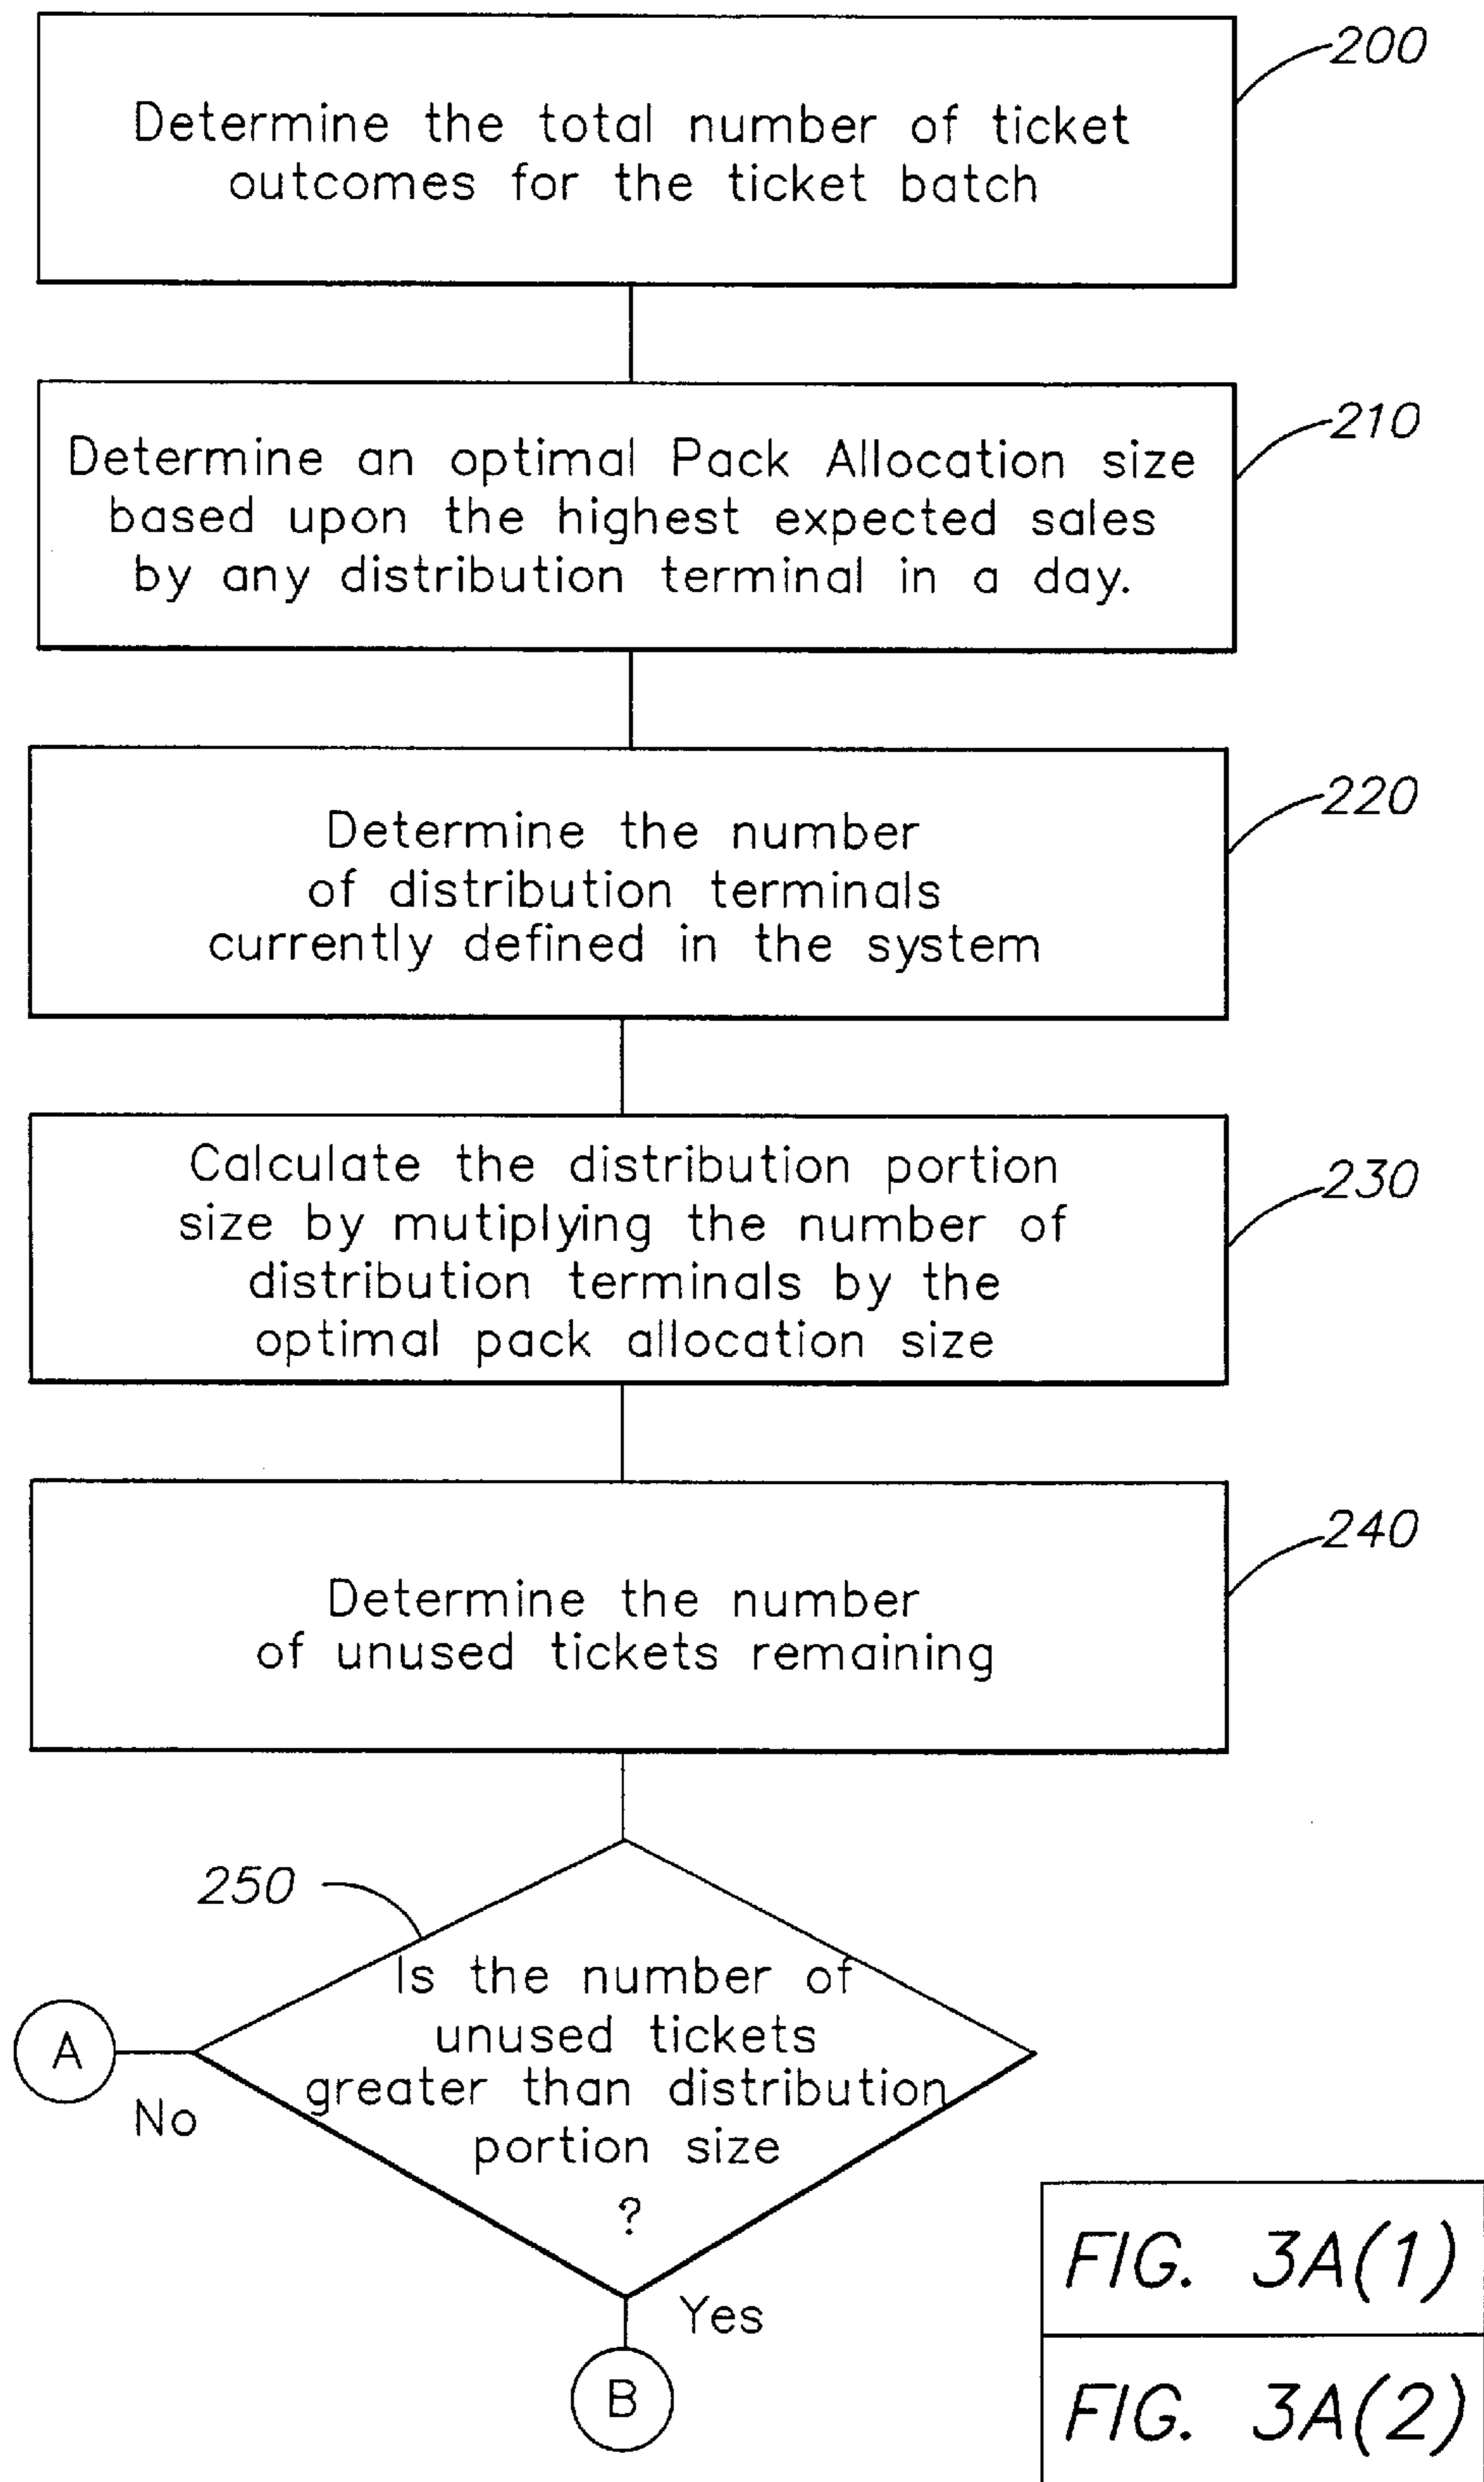 200
Determine the total number of ticket
outcomes for the ticket batch
210
Determine an optimal Pack Allocation size
based upon the highest expected sales
by any distribution terminal in a day.
220
Determine the number
of distribution terminals
currently defined in the system
230
Calculate the distribution portion
size by mutiplying the number of
distribution terminals by the
optimal pack allocation size
240
Determine the number
of unused tickets remaining
250
Is the number of
unused tickets
greater than distribution
portion size
?
A
No
Yes
B
FIG. 3A(1)
FIG. 3A(2)